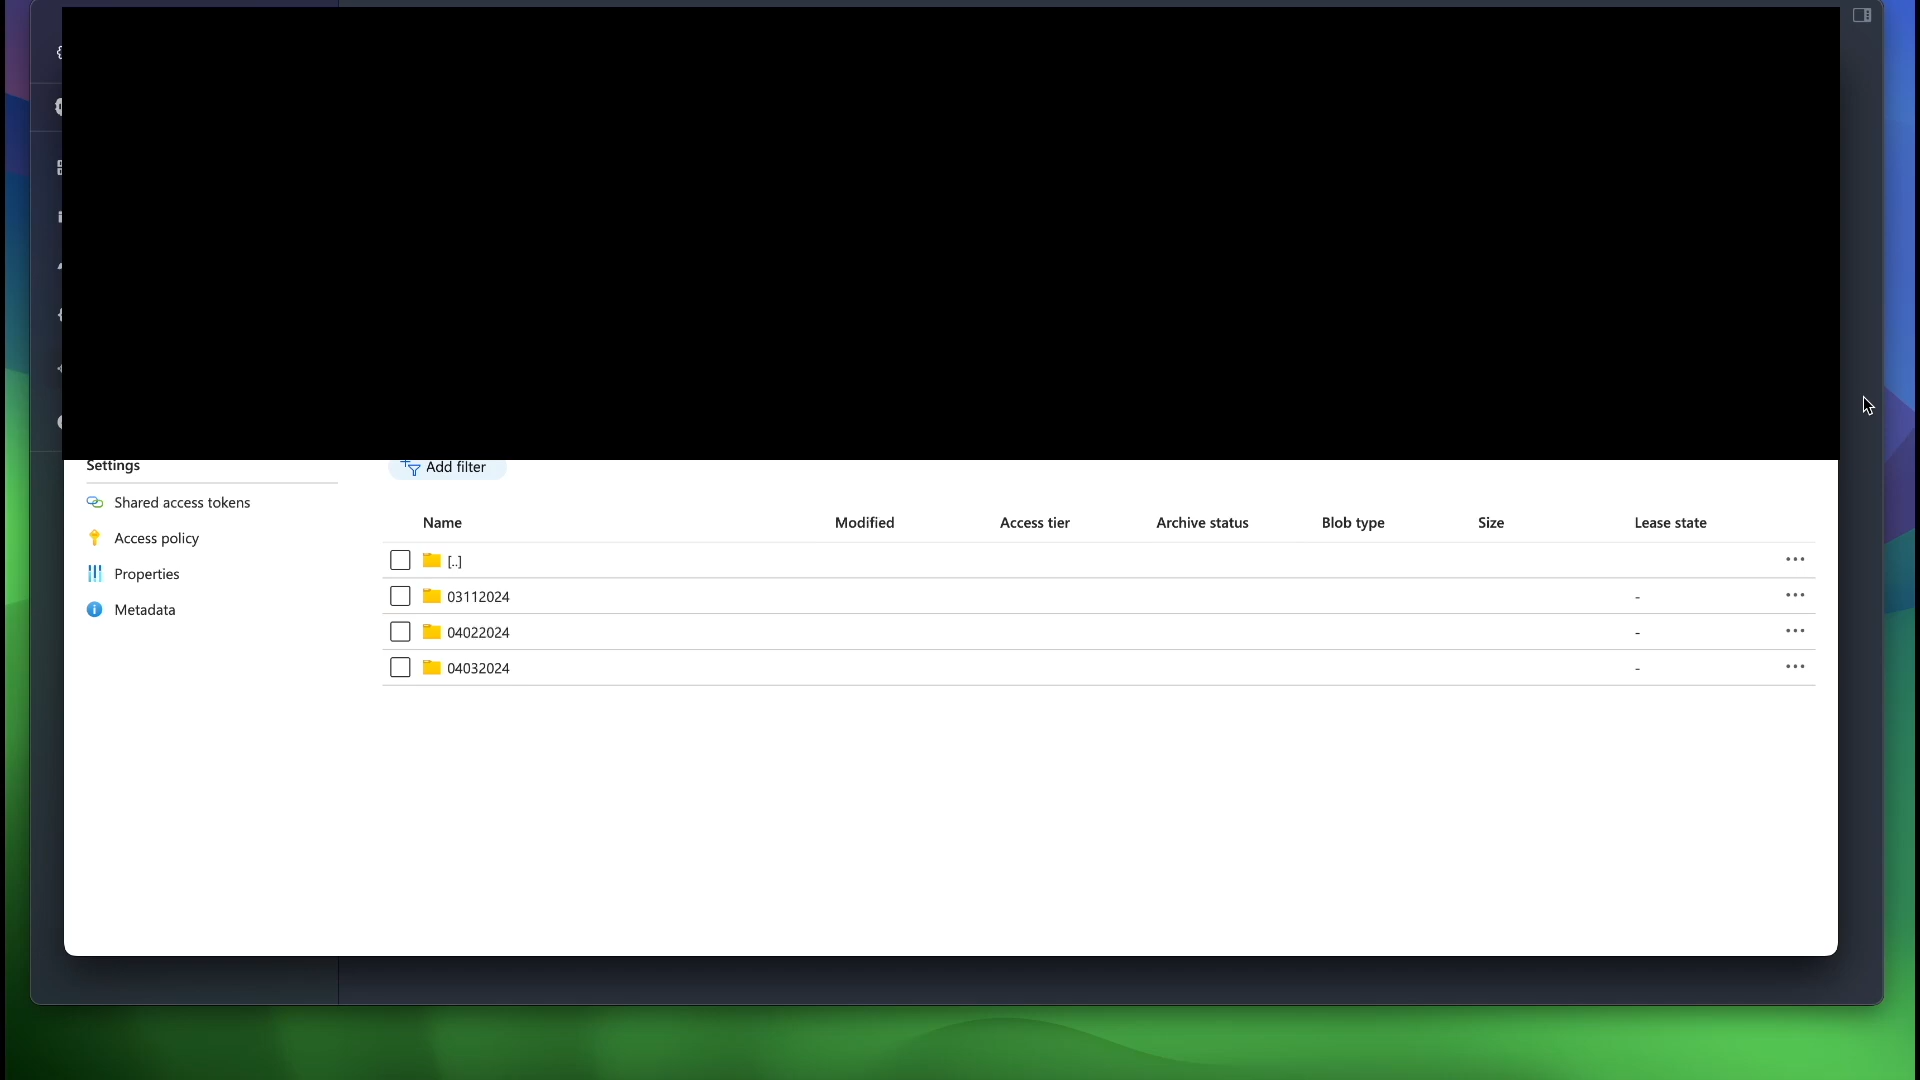 Settings
Add filter
Shared access tokens
Access policy
Properties
Metadata
Name Modified Access tier Archive status Blob type Size Lease state
[..]
03112024 -
04022024 -
04032024 -